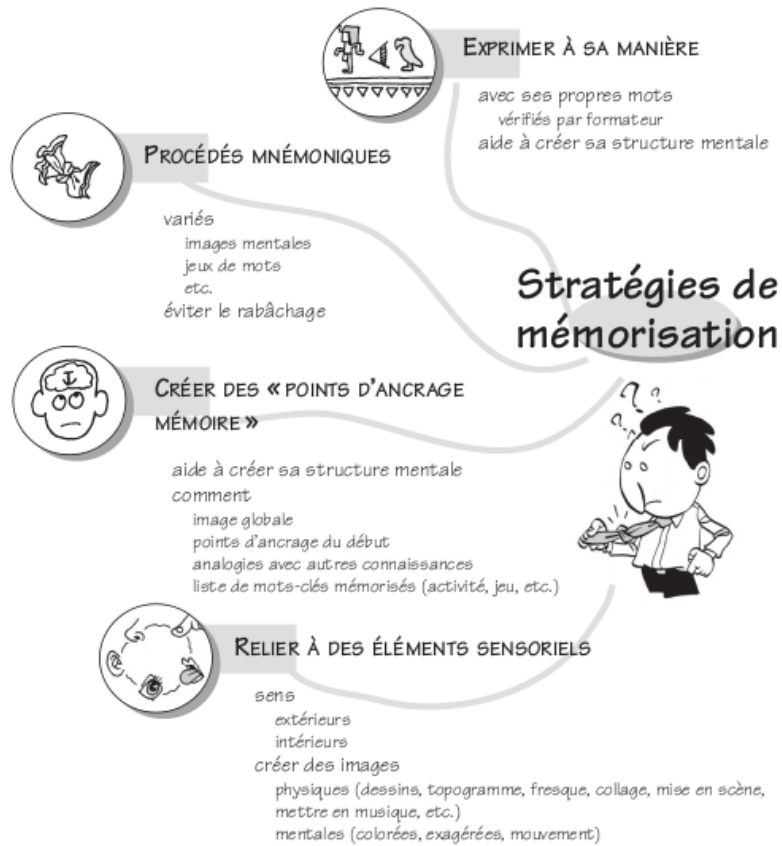 EXPRIMER À SA MANIÈRE
avec ses propres mots
vérifiés par formateur
aide à créer sa structure mentale
PROCÉDÉS MNÉMONIQUES
variés
images mentales
jeux de mots
etc.
éviter le rabâchage
Stratégies de
mémorisation
CRÉER DES « POINTS D'ANCRAGE
MÉMOIRE »
aide à créer sa structure mentale
comment
image globale
points d'ancrage du début
analogies avec autres connaissances
liste de mots-clés mémorisés (activité, jeu, etc.)
? ? ? ?
RELIER À DES ÉLÉMENTS SENSORIELS
sens
extérieurs
intérieurs
créer des images
physiques (dessins, topogramme, fresque, collage, mise en scène,
mettre en musique, etc.)
mentales (colorées, exagérées, mouvement)